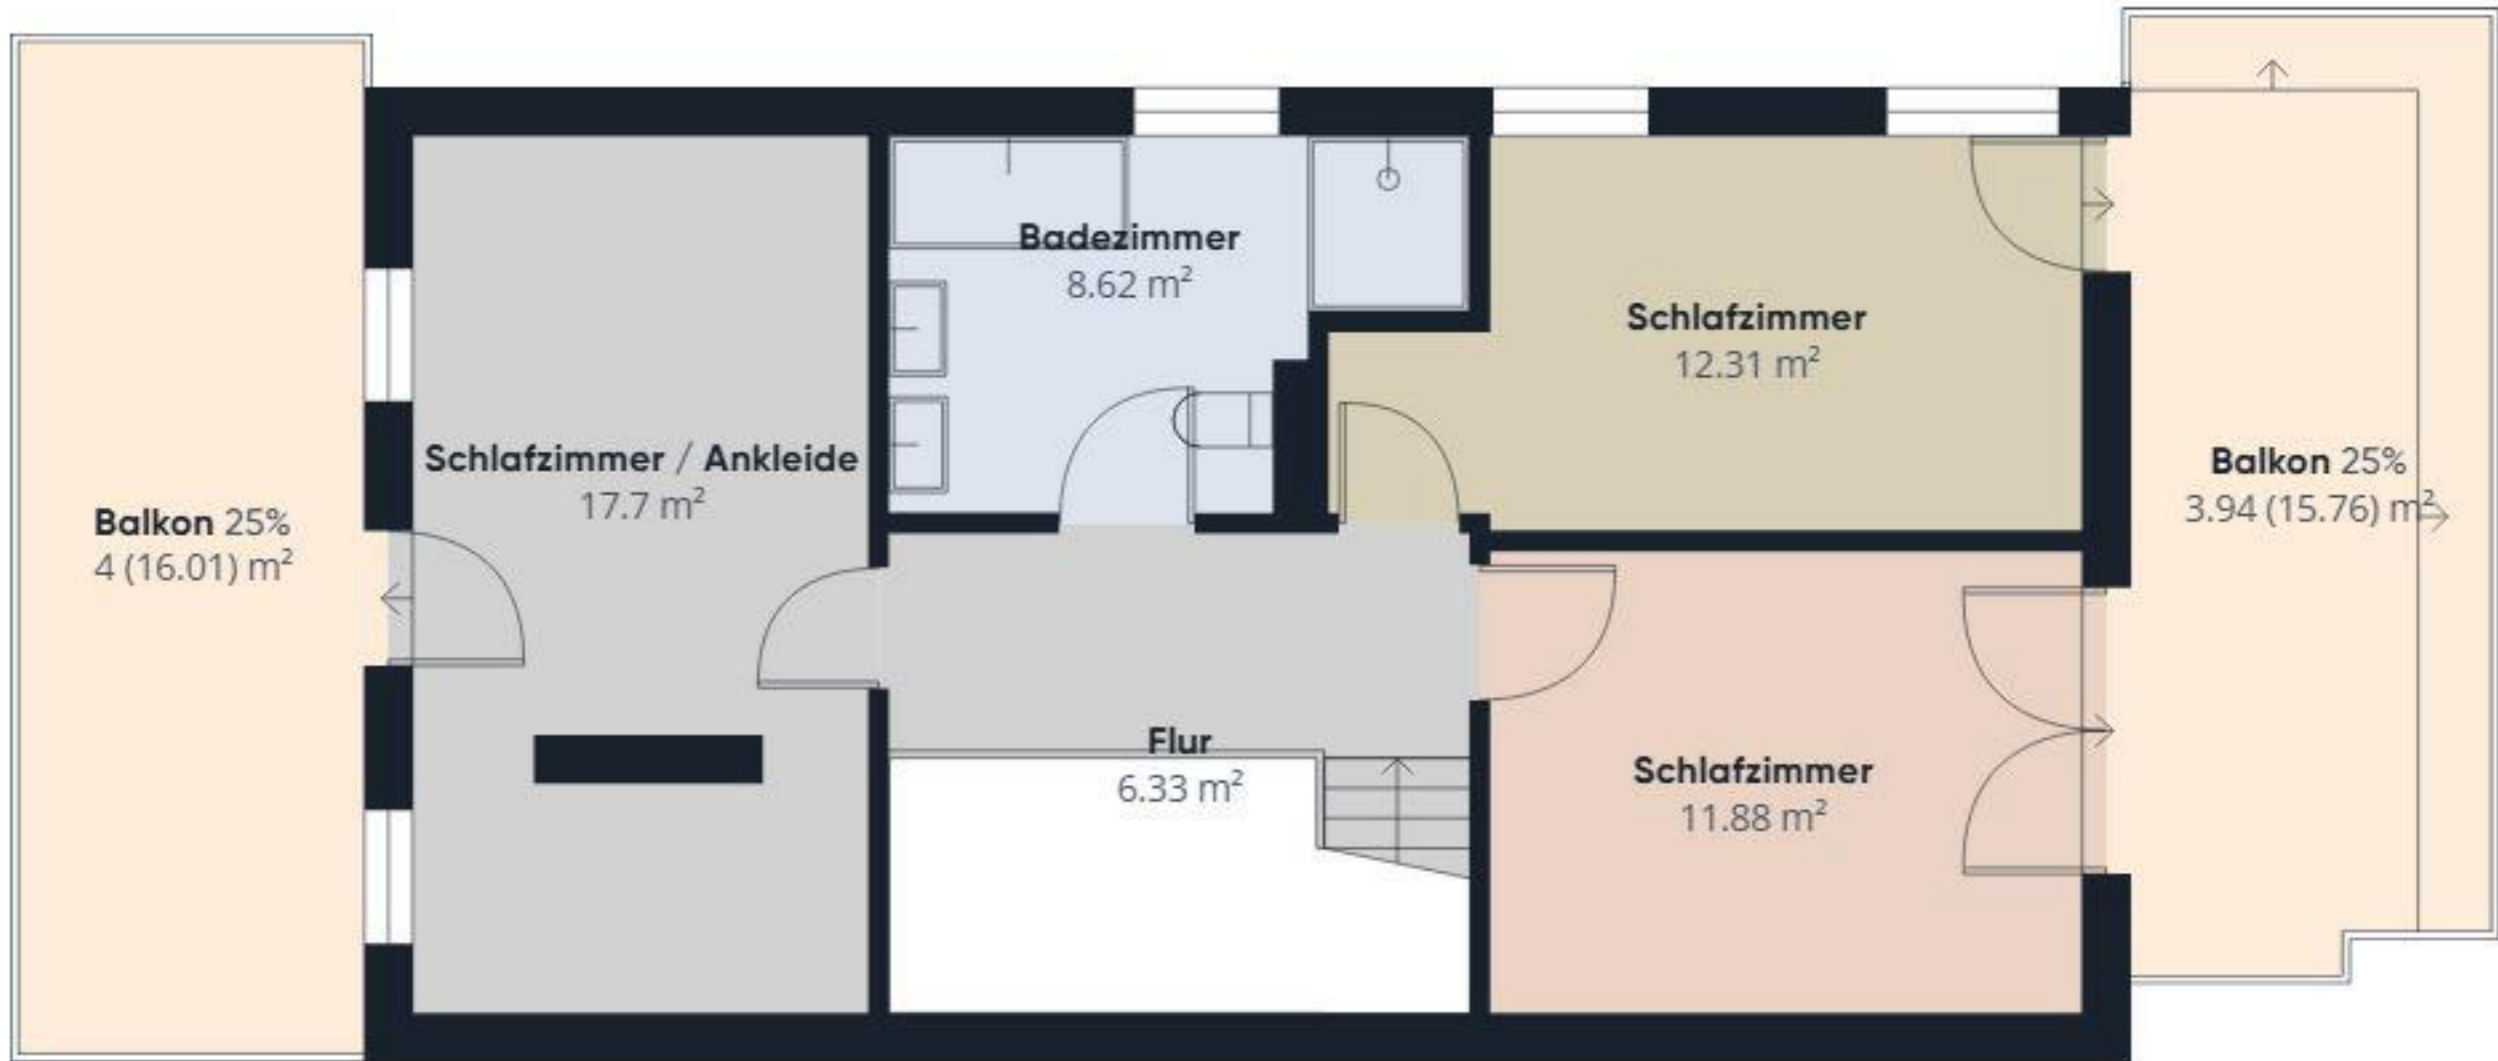 Balkon 25%
4 (16.01) m²
Schlafzimmer / Ankleide
17.7 m²
Badezimmer
8.62 m²
Flur
6.33 m²
Schlafzimmer
12.31 m²
Schlafzimmer
11.88 m²
Balkon 25%
3.94 (15.76) m²